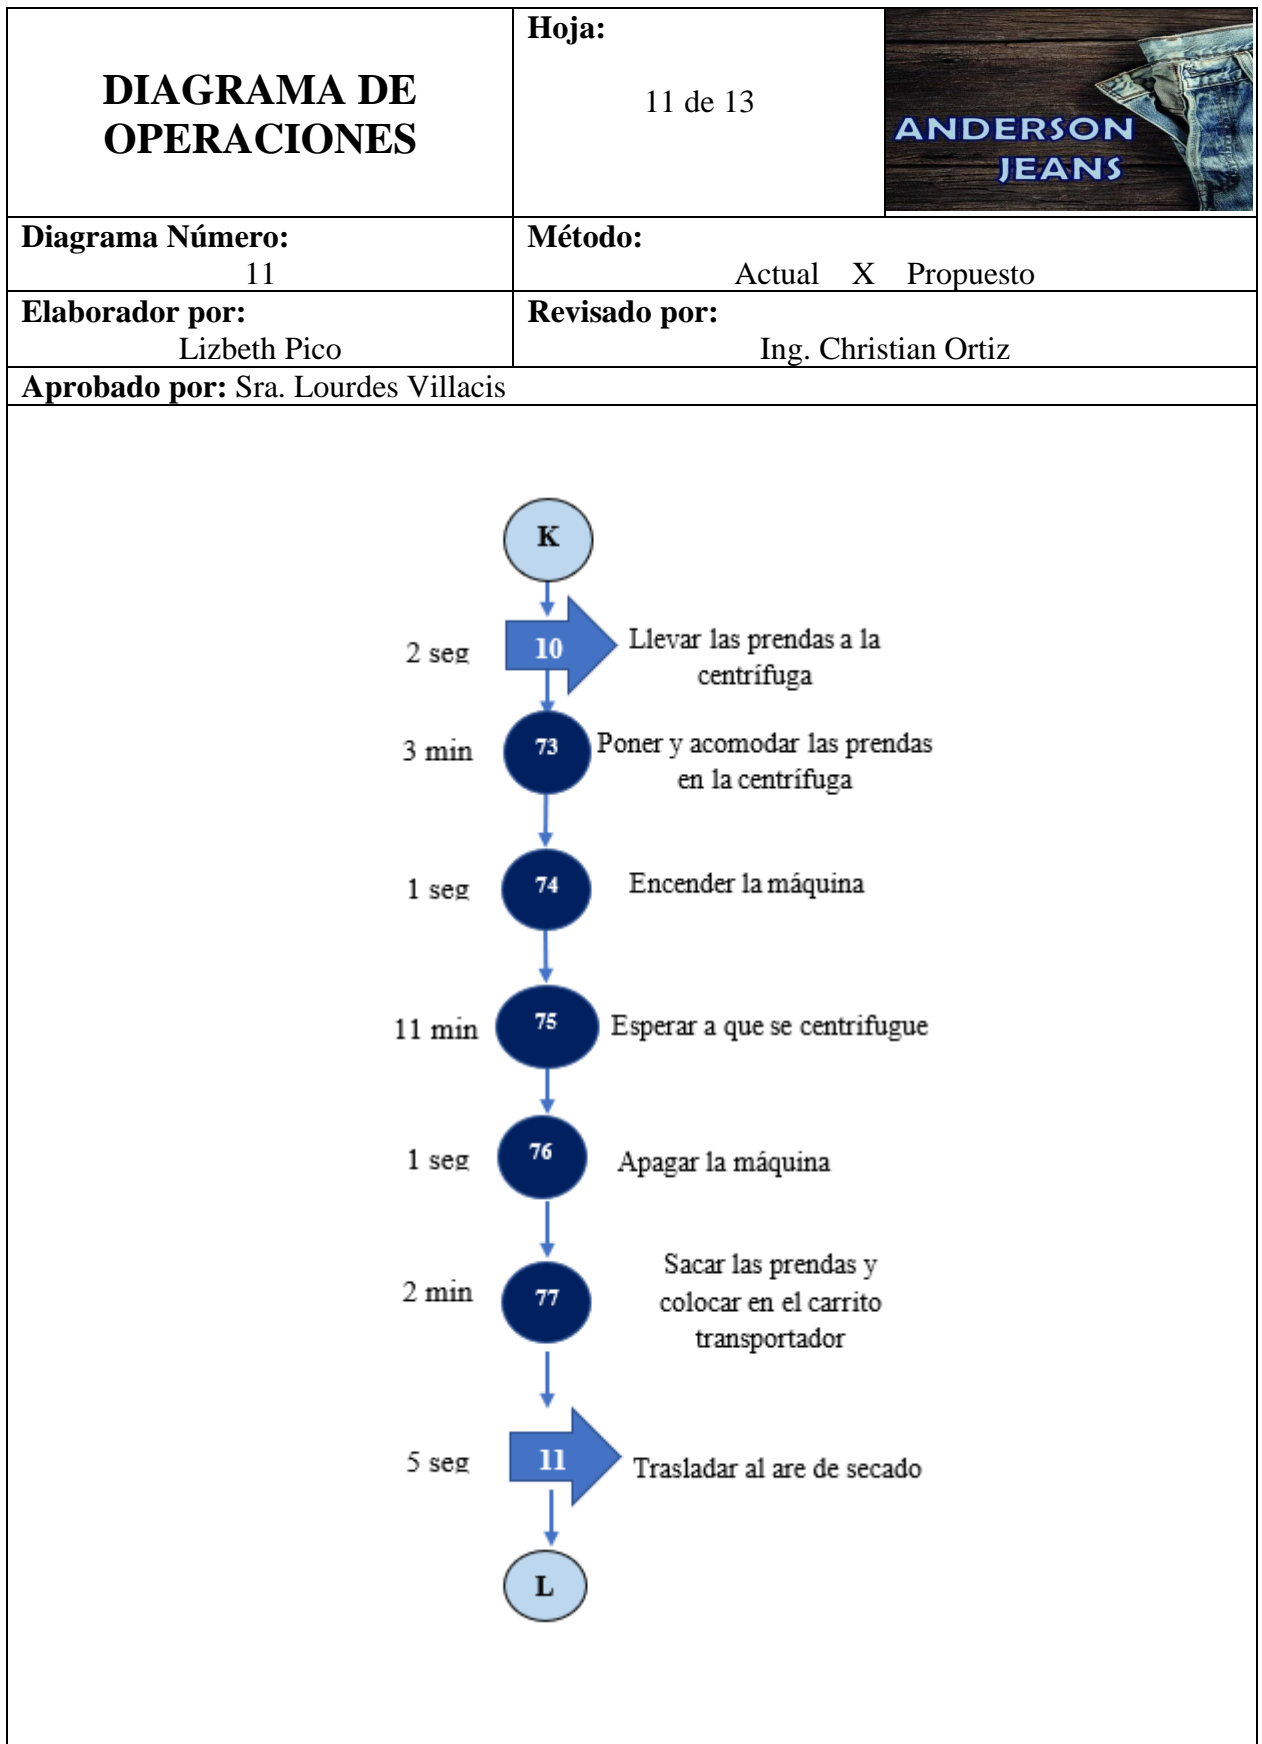 DIAGRAMA DE
OPERACIONES
Hoja:
11 de 13
ANDERSON
JEANS
Diagrama Número:
11
Método:
Actual X Propuesto
Elaborador por:
Lizbeth Pico
Revisado por:
Ing. Christian Ortiz
Aprobado por: Sra. Lourdes Villacis
K
2 seg
10
Llevar las prendas a la
centrífuga
3 min
73
Poner y acomodar las prendas
en la centrífuga
1 seg
74
Encender la máquina
11 min
75
Esperar a que se centrifugue
1 seg
76
Apagar la máquina
2 min
77
Sacar las prendas y
colocar en el carrito
transportador
5 seg
11
Trasladar al are de secado
L